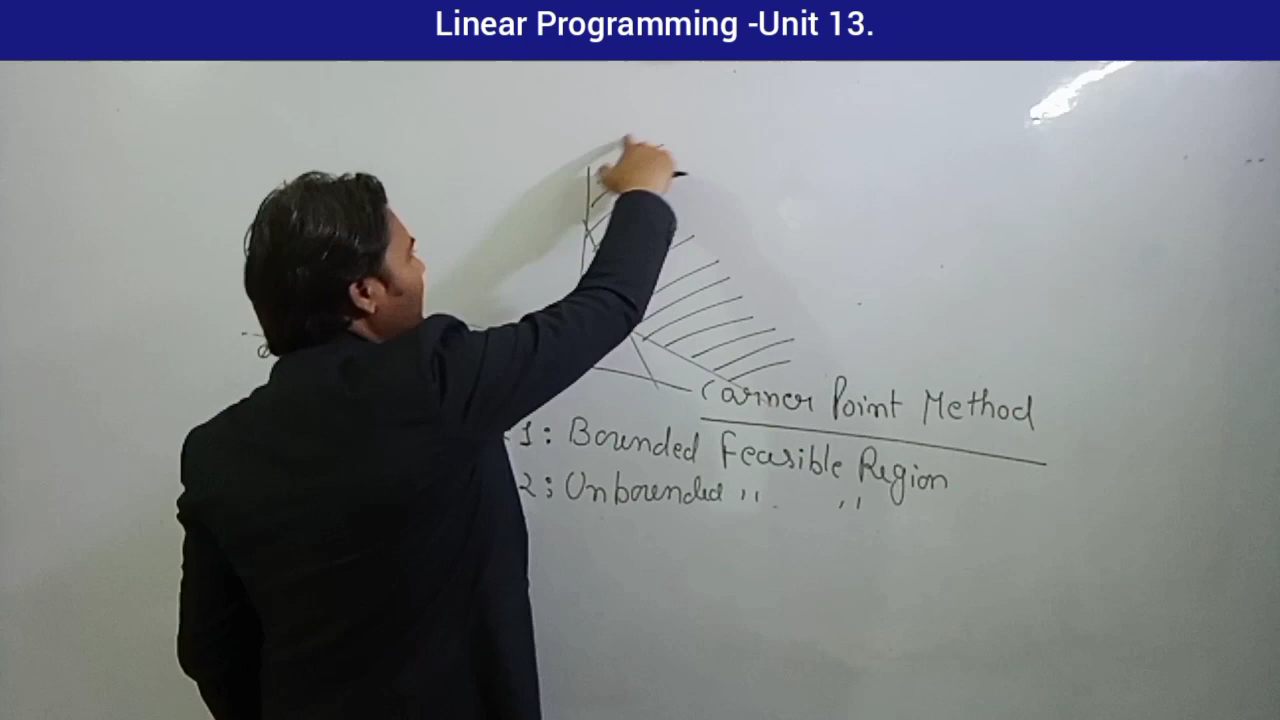 Linear Programming -Unit 13.
Corner Point Method
1: Bounded Feasible Region
2: Unbounded ,, ,,